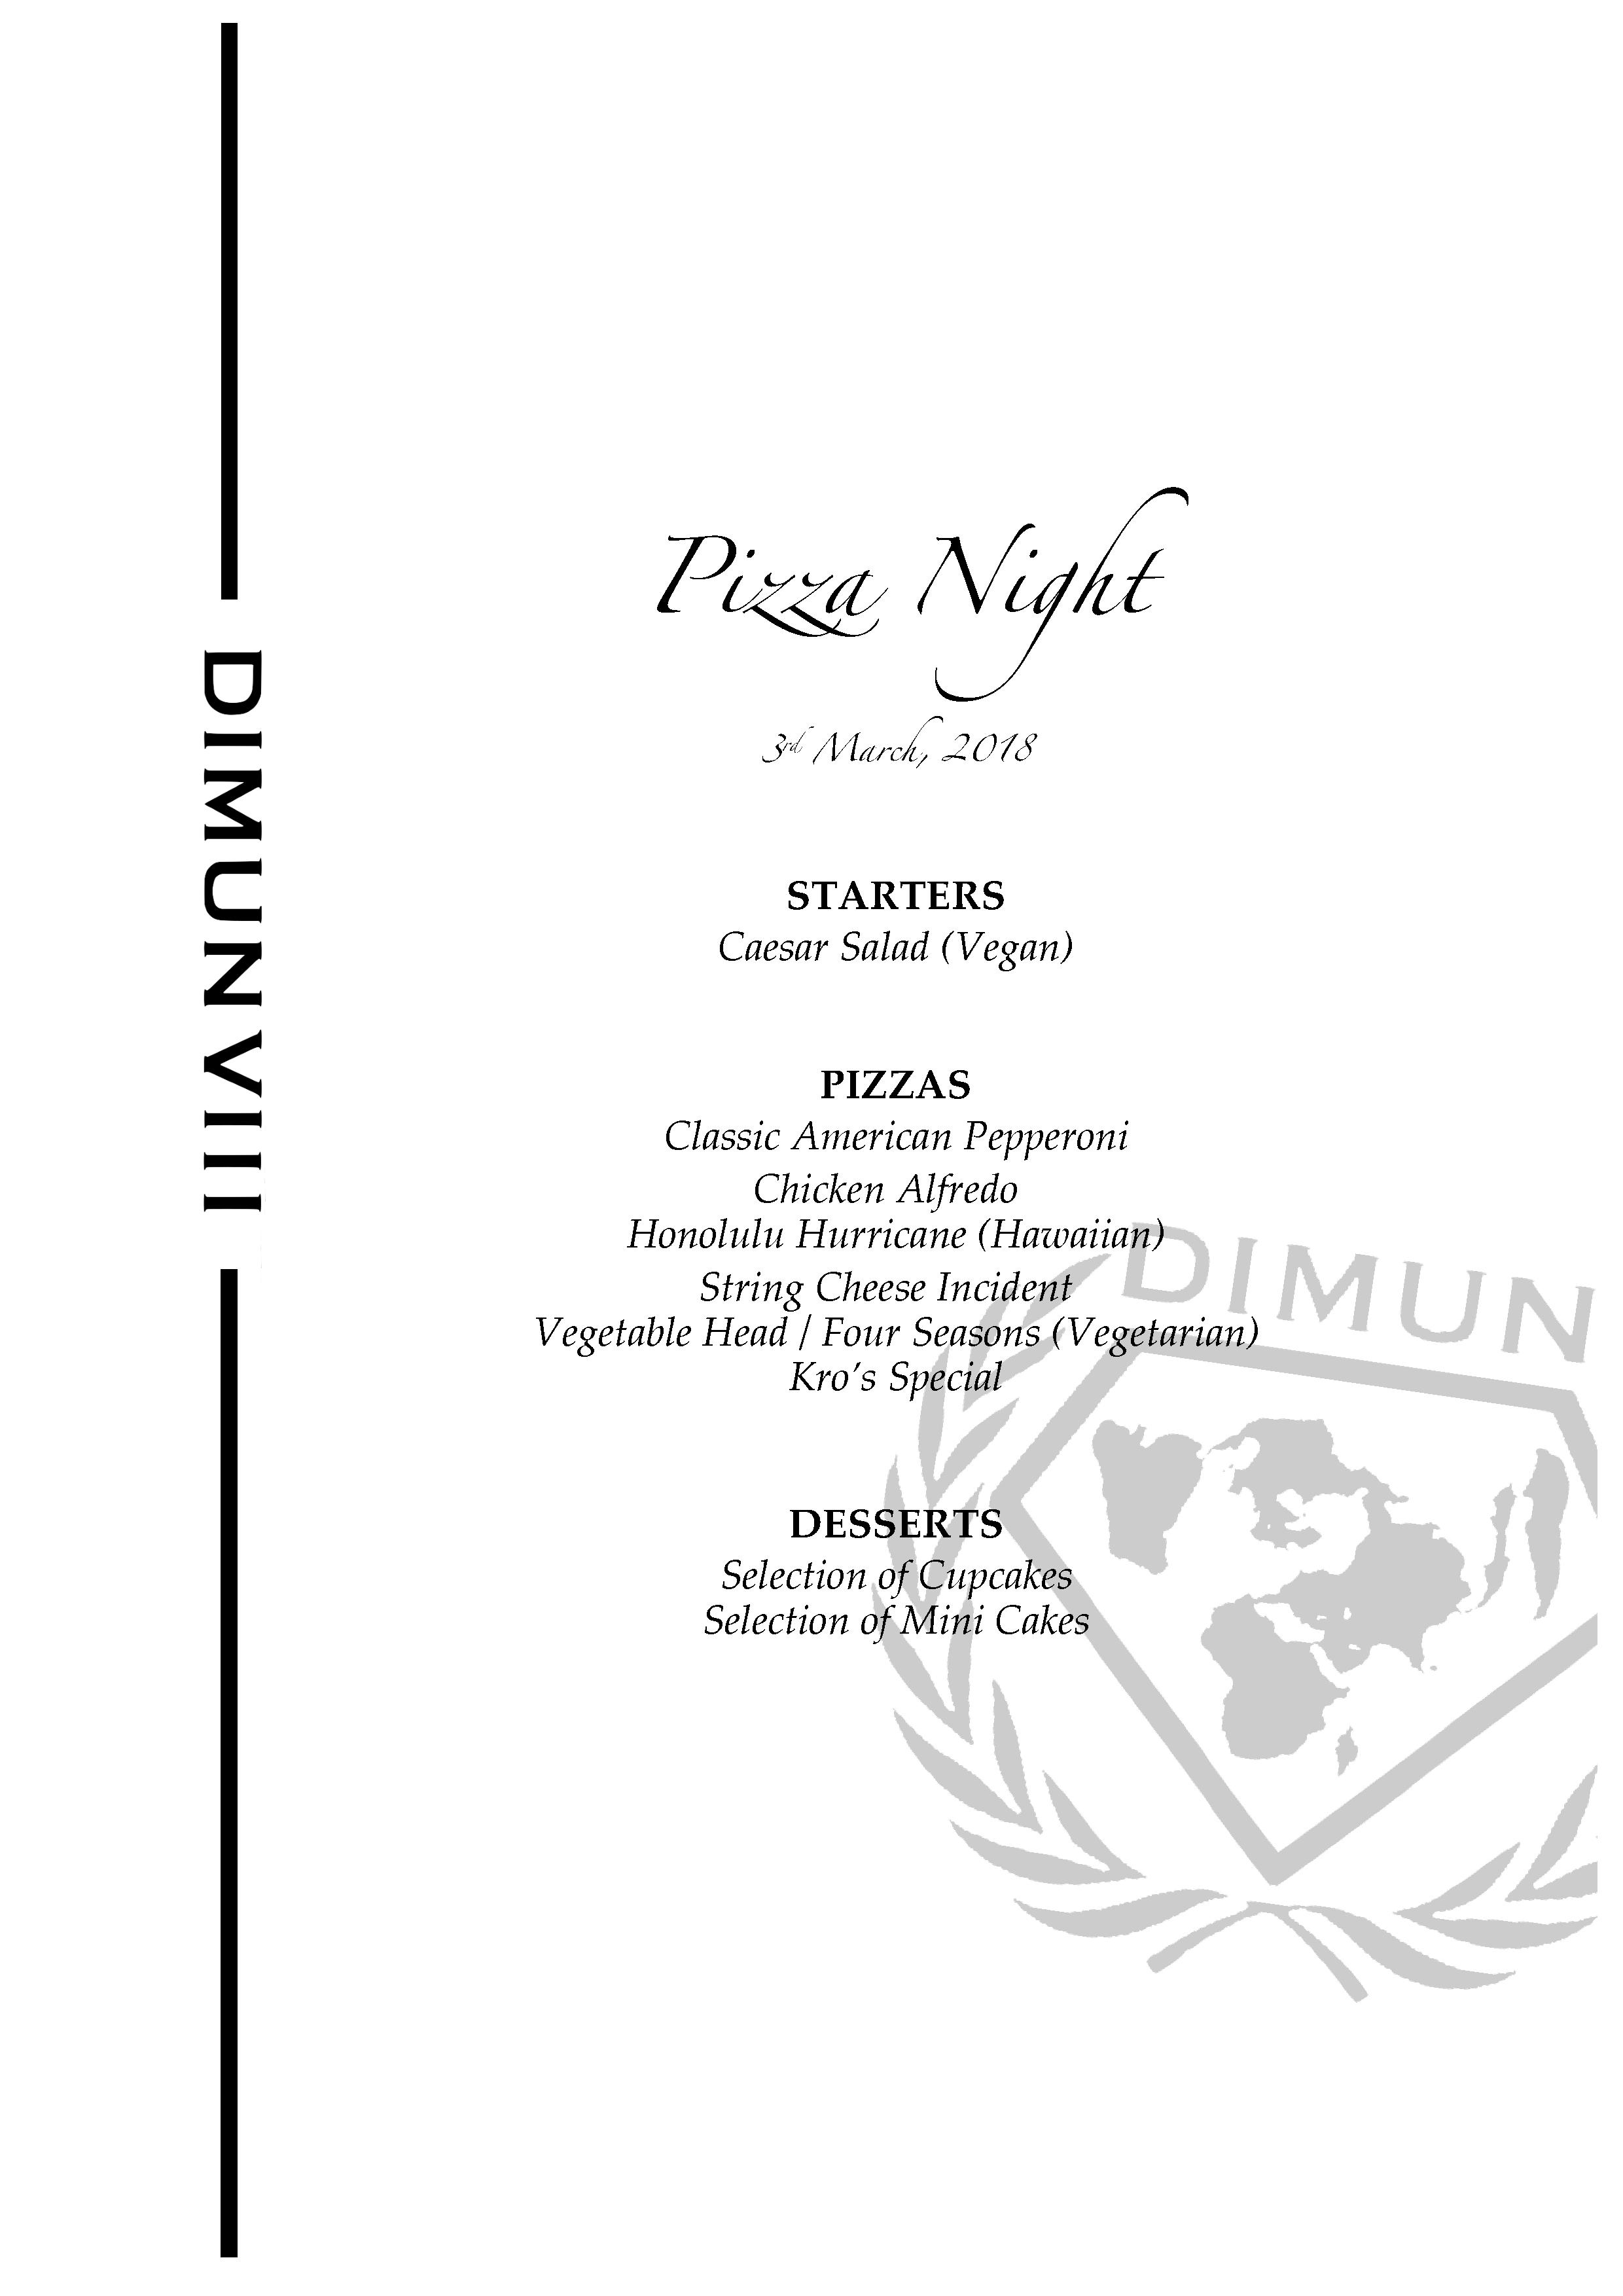 DIMUN VIII
Pizza Night
3rd March, 2018
STARTERS
Caesar Salad (Vegan)
PIZZAS
Classic American Pepperoni
Chicken Alfredo
Honolulu Hurricane (Hawaiian)
String Cheese Incident
Vegetable Head / Four Seasons (Vegetarian)
Kro’s Special
DESSERTS
Selection of Cupcakes
Selection of Mini Cakes
DIMUN